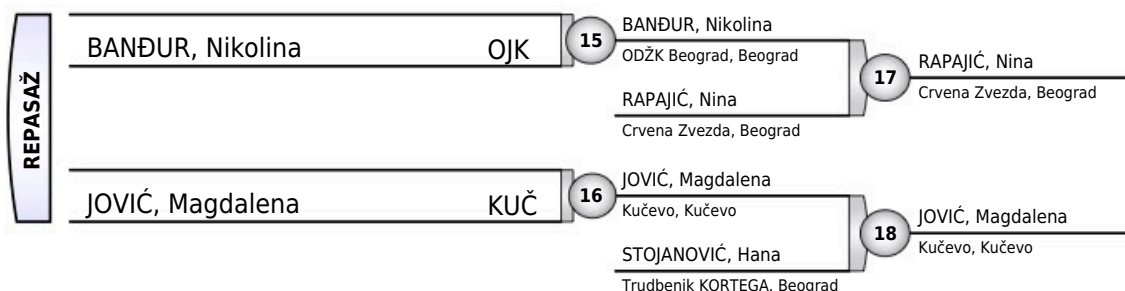 REPASAŽ
BANĐUR, Nikolina OJK
15
BANĐUR, Nikolina
ODŽK Beograd, Beograd
RAPAJIĆ, Nina
Crvena Zvezda, Beograd
17
RAPAJIĆ, Nina
Crvena Zvezda, Beograd
JOVIĆ, Magdalena KUČ
16
JOVIĆ, Magdalena
Kučevo, Kučevo
STOJANOVIĆ, Hana
Trudbenik KORTEGA, Beograd
18
JOVIĆ, Magdalena
Kučevo, Kučevo